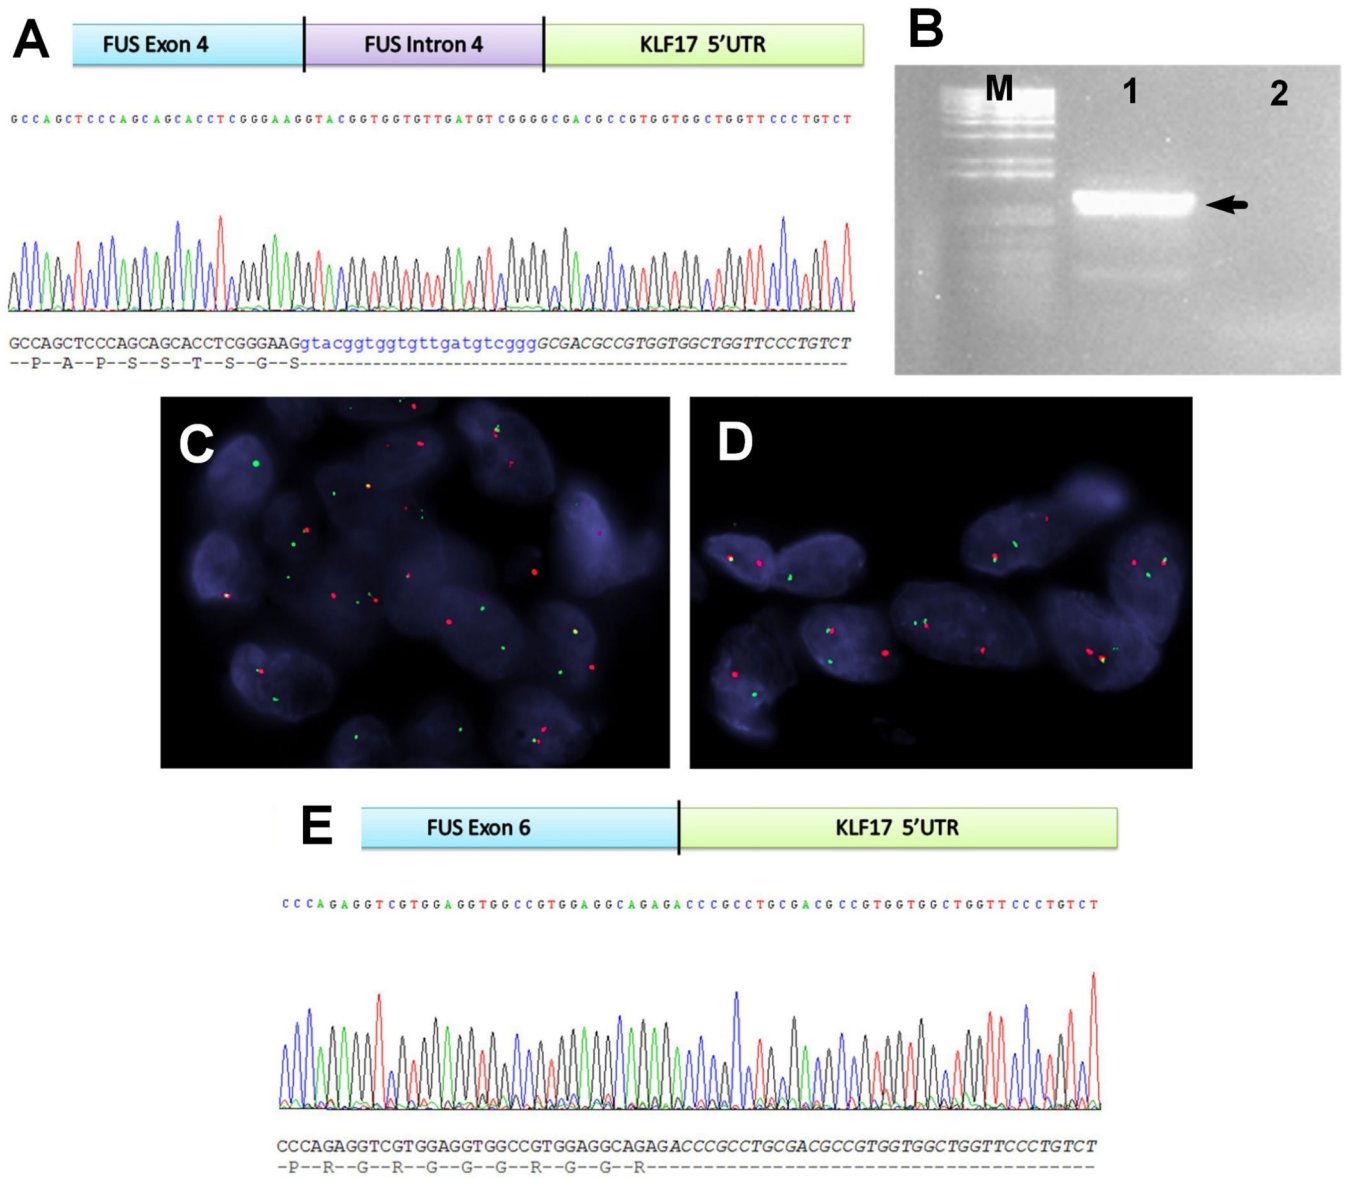 A
FUS Exon 4 FUS Intron 4 KLF17 5’UTR
GCCAGCTCCCAGCAGCACCTCGGGAAGGTACGGTGGTGTTGATGTCGGGGCGACGCCGTGGTGGCTGGTTCCCTGTCT
GCCAGCTCCCAGCAGCACCTCGGGAAGgtacggtggtgttgatgtcgggGCGACGCCGTGGTGGCTGGTTCCCTGTCT
--P--A--P--S--S--T--S--G--S---------------------------------------------------
B
M 1 2
C
D
E
FUS Exon 6 KLF17 5’UTR
CCCAGAGGTCGTGGAGGTGGCCGTGGAGGCAGAGACCCGCCTGCGACGCCGTGGTGGCTGGTTCCCTGTCT
CCCAGAGGTCGTGGAGGTGGCCGTGGAGGCAGAGACCCGCCTGCGACGCCGTGGTGGCTGGTTCCCTGTCT
-P--R--G--R--G--G--G--R--G--G--R---------------------------------------